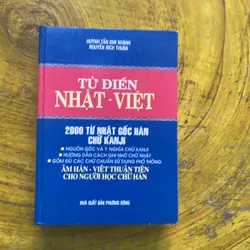 HUỲNH TẤN KIM KHÁNH
NGUYỄN BÍCH THUẬN
TỪ ĐIỂN
NHẬT - VIỆT
2000 TỪ NHẬT GỐC HÁN
CHỮ KANJI
• NGUỒN GỐC VÀ Ý NGHĨA CHỮ KANJI
• HƯỚNG DẪN CÁCH GHI NHỚ CHỮ NHẬT
• GỒM ĐỦ CÁC CHỮ CHUẨN SỬ DỤNG PHỔ THÔNG
ÂM HÁN - VIỆT THUẬN TIỆN
CHO NGƯỜI HỌC CHỮ HÁN
NHÀ XUẤT BẢN PHƯƠNG ĐÔNG